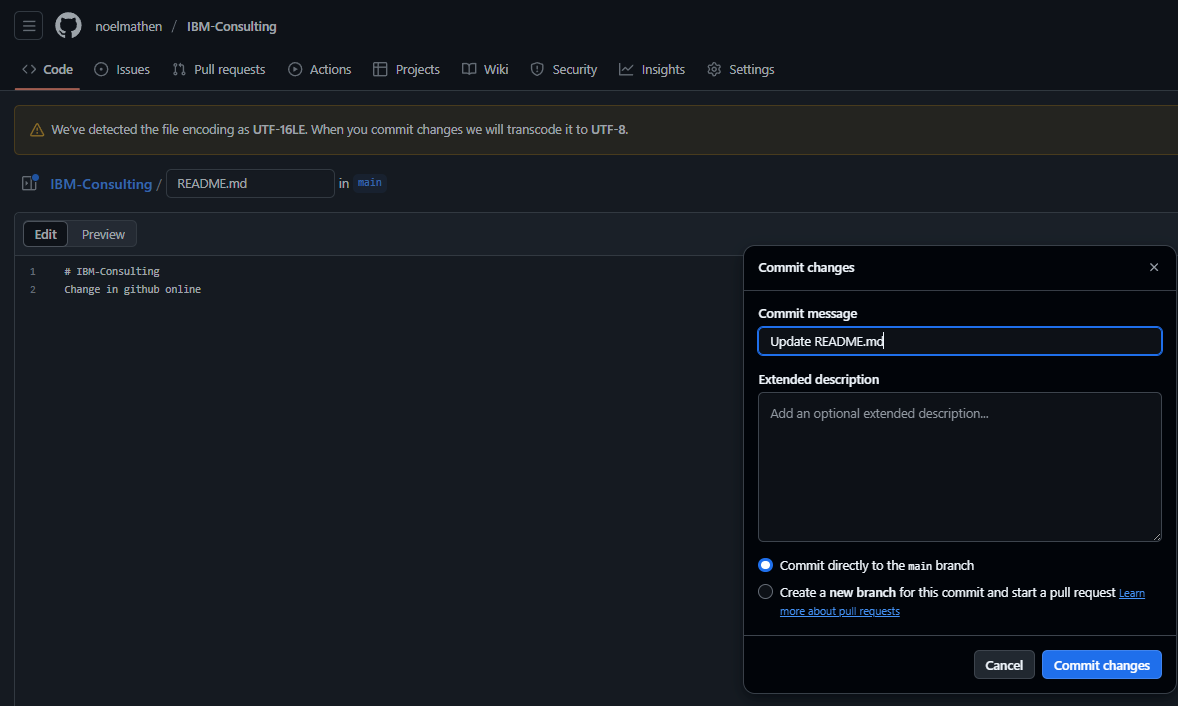 noelmathen / IBM-Consulting
Code Issues Pull requests Actions Projects Wiki Security Insights Settings
We've detected the file encoding as UTF-16LE. When you commit changes we will transcode it to UTF-8.
IBM-Consulting / README.md in main
Edit Preview
1 # IBM-Consulting
2 Change in github online
Commit changes
Commit message
Update README.md
Extended description
Add an optional extended description...
Commit directly to the main branch
Create a new branch for this commit and start a pull request Learn
more about pull requests
Cancel Commit changes